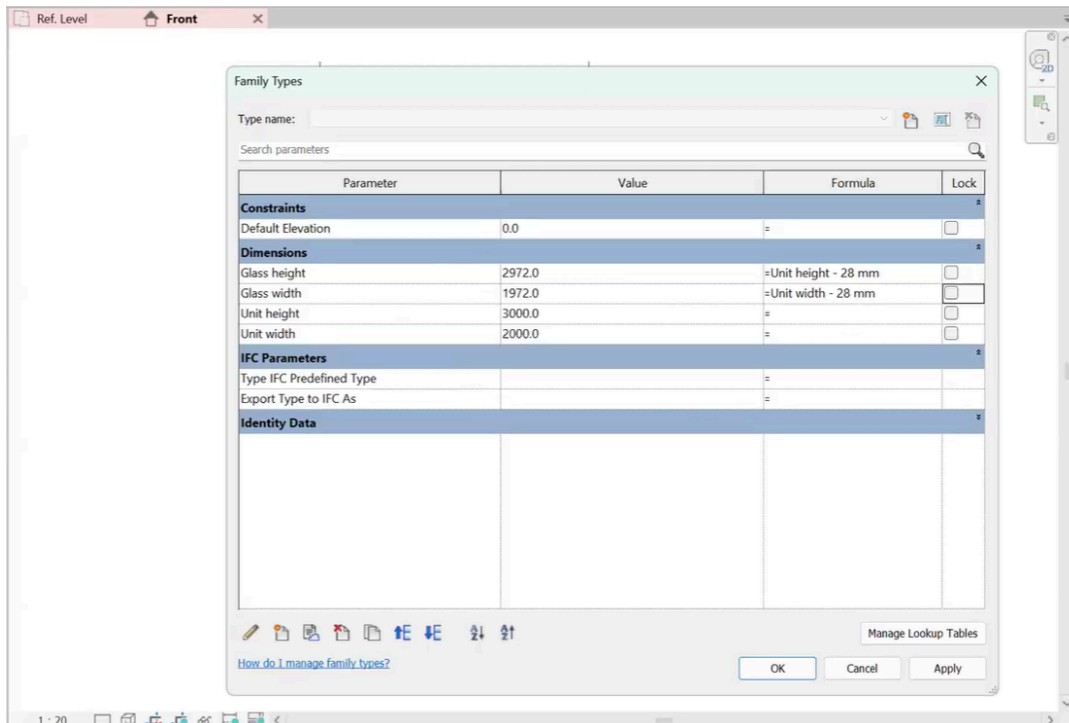 Ref. Level Front
2D
Family Types
Type name:
Search parameters
Parameter Value Formula Lock
Constraints
Default Elevation 0.0 =
Dimensions
Glass height 2972.0 =Unit height - 28 mm
Glass width 1972.0 =Unit width - 28 mm
Unit height 3000.0 =
Unit width 2000.0 =
IFC Parameters
Type IFC Predefined Type =
Export Type to IFC As =
Identity Data
Manage Lookup Tables
How do I manage family types?
OK Cancel Apply
1 : 20